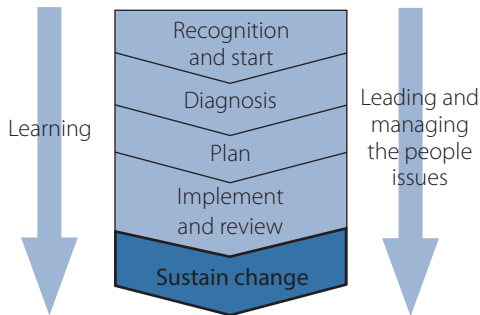 Recognition
and start
Diagnosis
Plan
Implement
and review
Sustain change
Learning
Leading and
managing
the people
issues